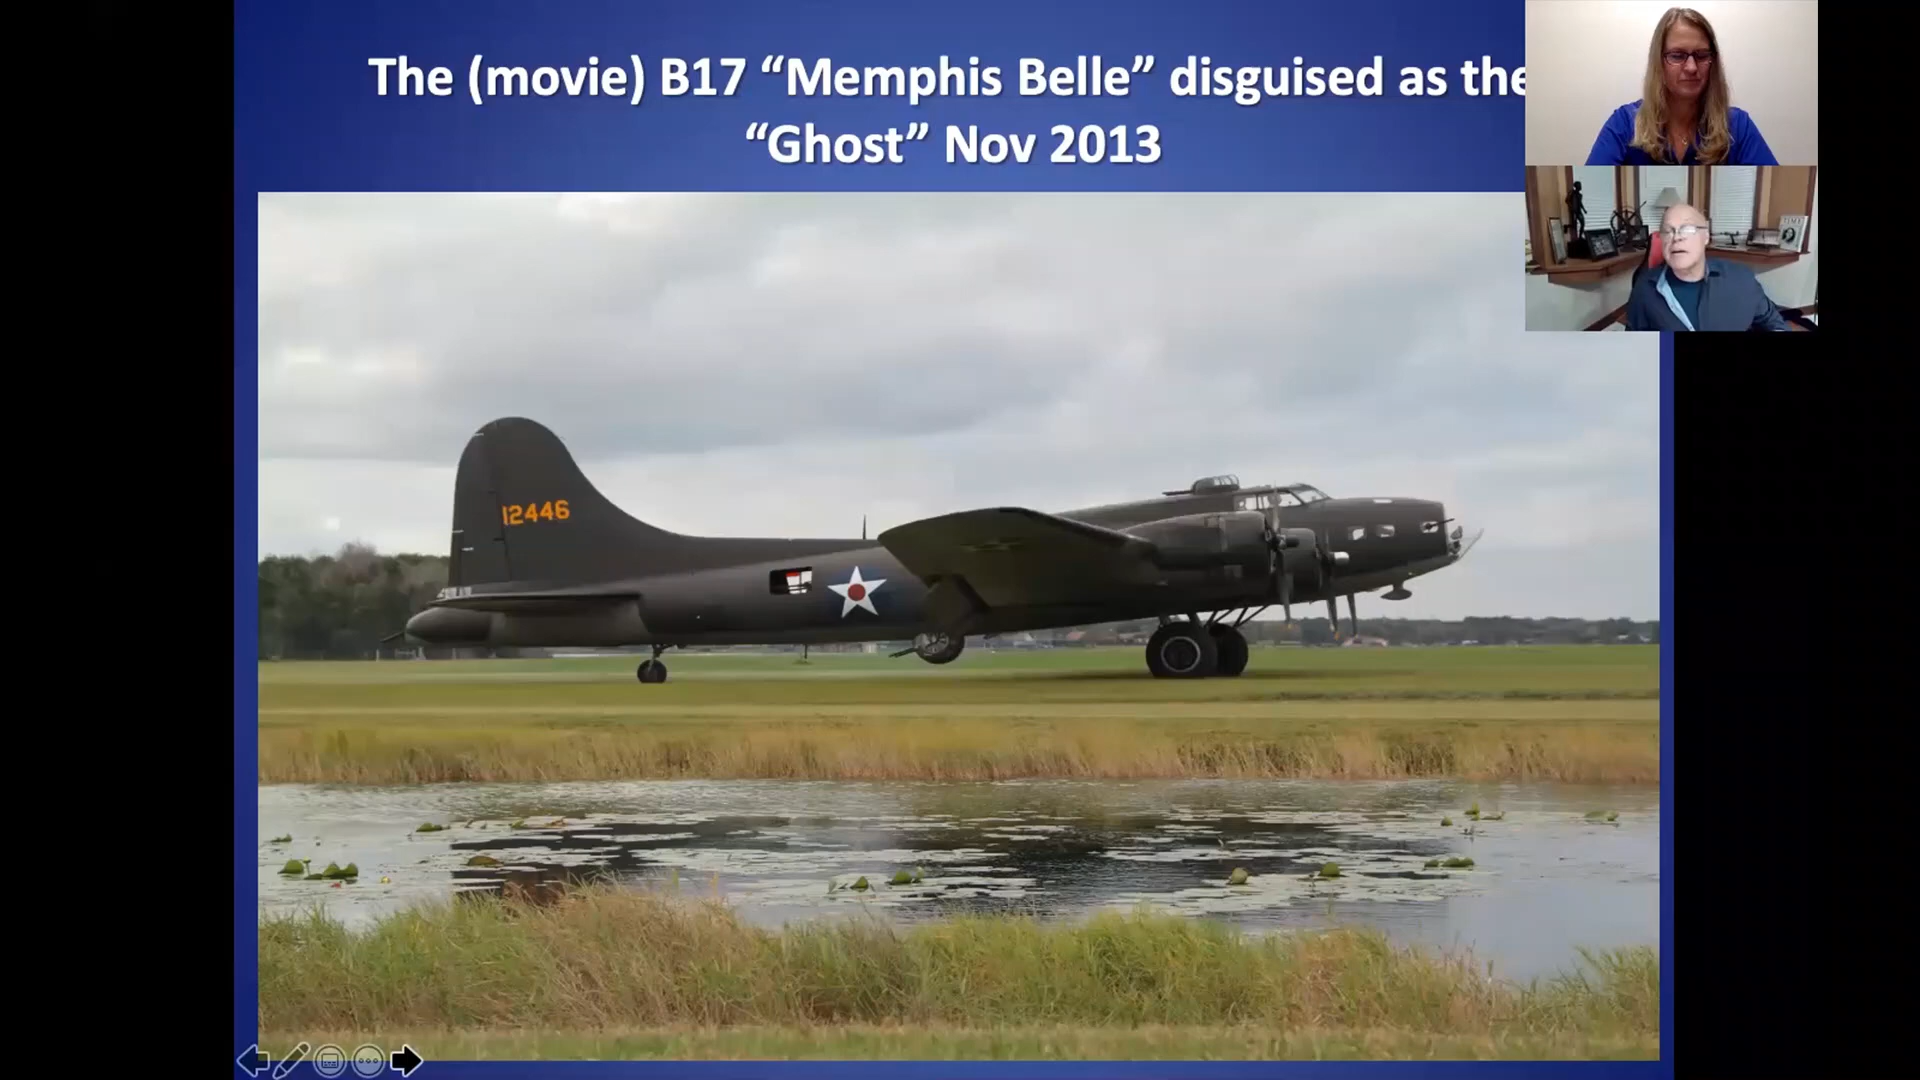 The (movie) B17 “Memphis Belle” disguised as the
“Ghost” Nov 2013
12446